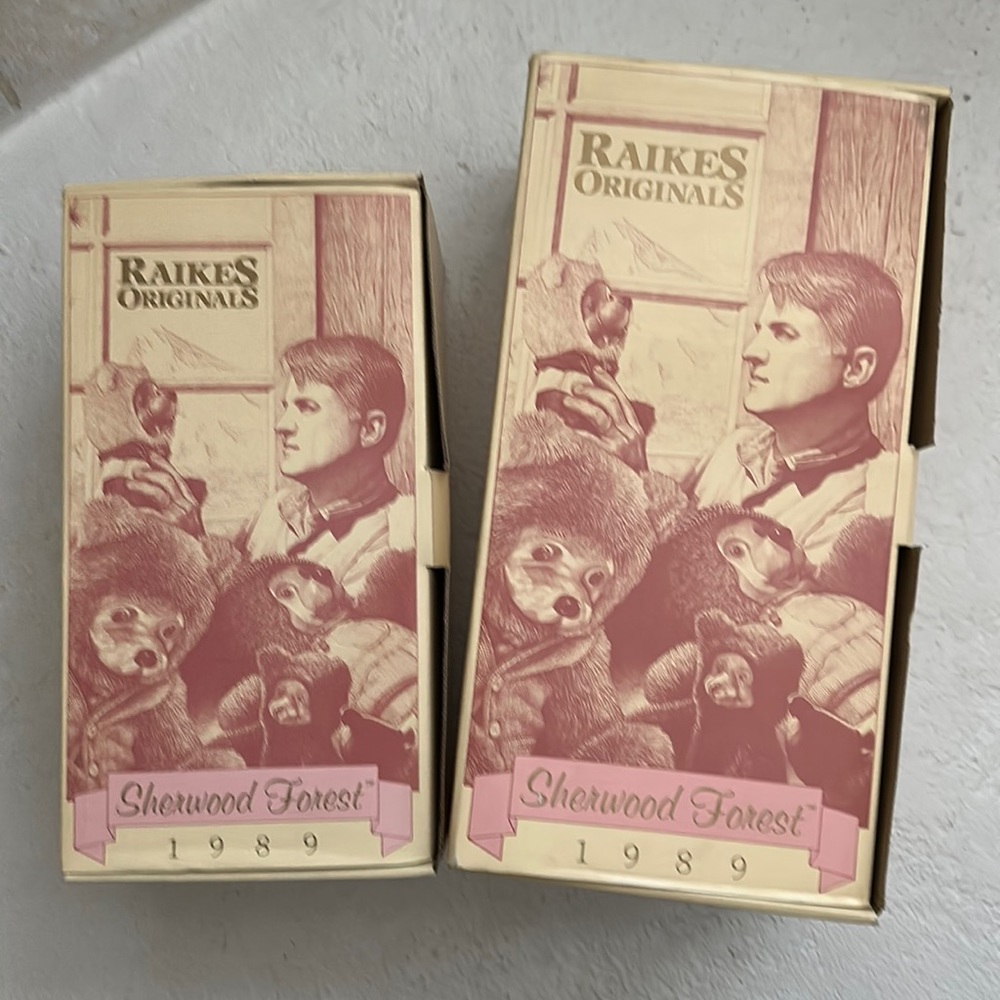 RAIKES
ORIGINALS
Sherwood Forest™
1989
RAIKES
ORIGINALS
Sherwood Forest™
1989